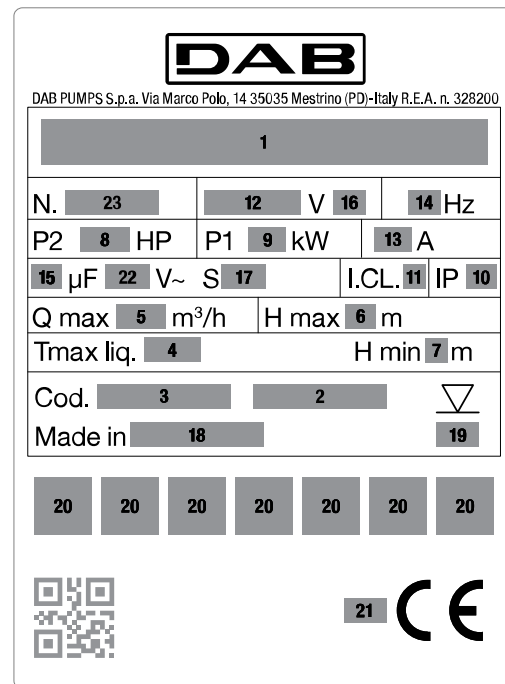 DAB
DAB PUMPS S.p.a. Via Marco Polo, 14 35035 Mestrino (PD)-Italy R.E.A. n. 328200
1
N. 23 12 V 16 14 Hz
P2 8 HP P1 9 kW 13 A
15 µF 22 V~ S 17 I.CL. 11 IP 10
Q max 5 m³/h H max 6 m
Tmax liq. 4 H min 7 m
Cod. 3 2
Made in 18 19
20 20 20 20 20 20 20
21 CE